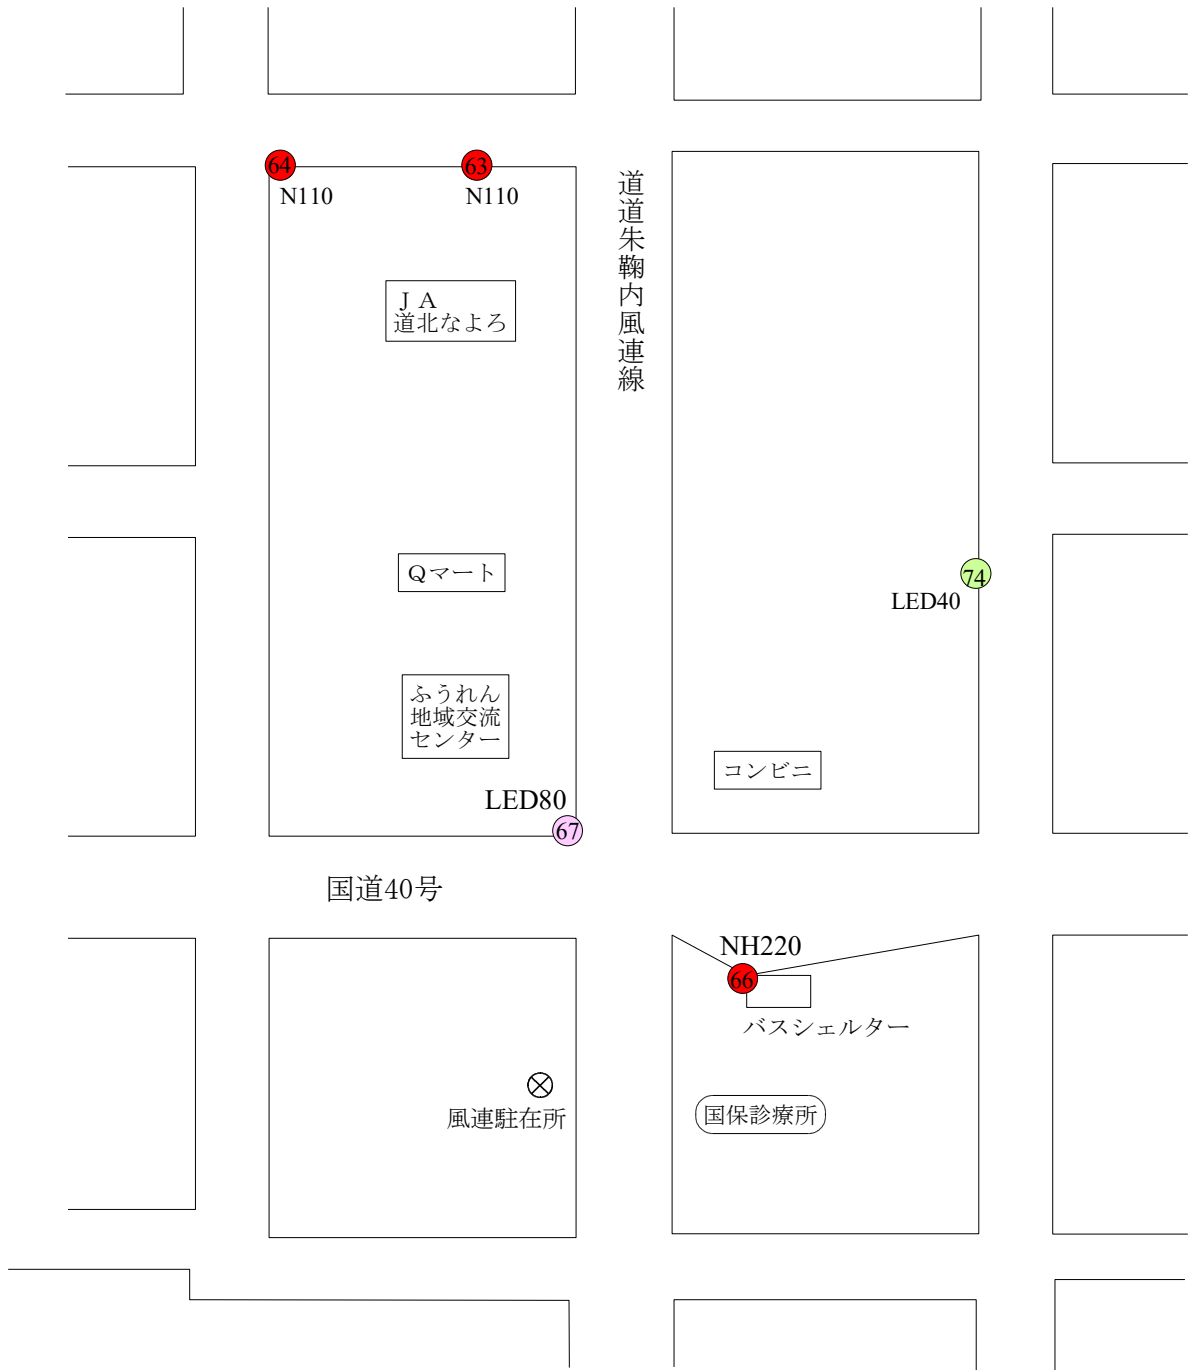 64
63
N110
N110
道道朱鞠内風連線
ＪＡ
道北なよろ
Ｑマート
74
LED40
ふうれん
地域交流
センター
コンビニ
LED80
67
国道40号
NH220
66
バスシェルター
風連駐在所
国保診療所